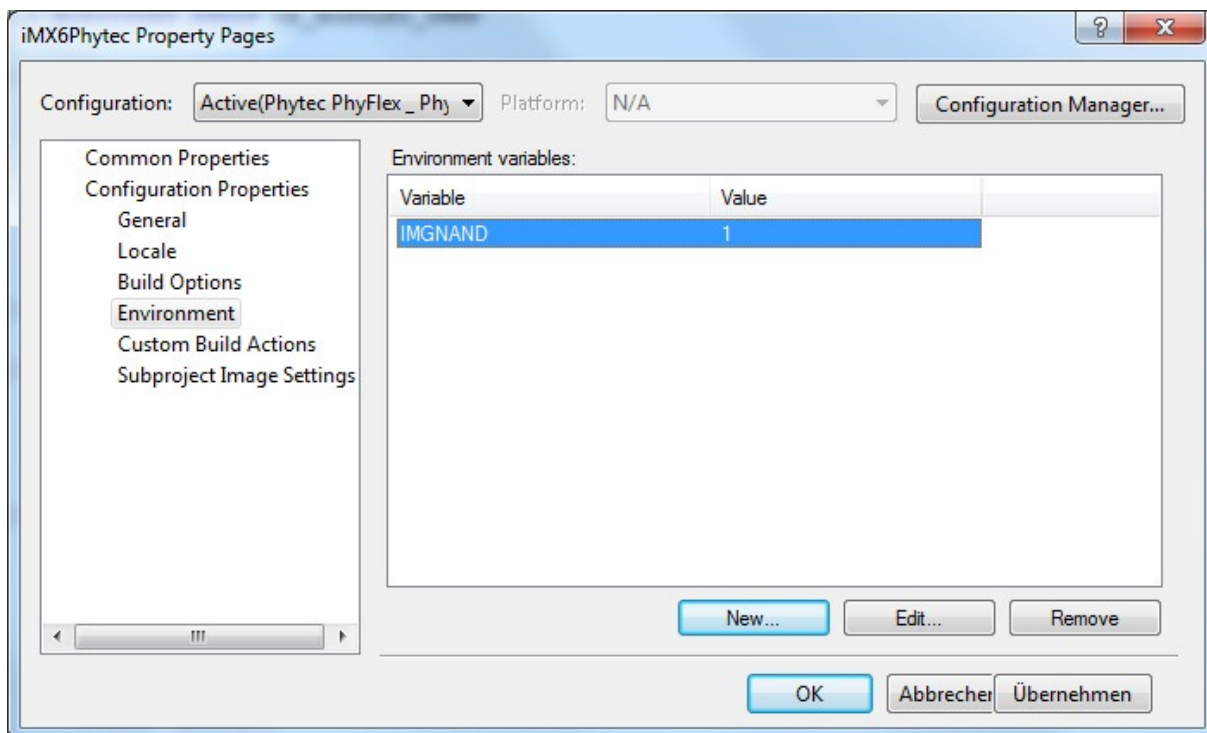 iMX6Phytec Property Pages
Configuration: Active(Phytec PhyFlex _ Phy Platform: N/A Configuration Manager...
Common Properties
Configuration Properties
General
Locale
Build Options
Environment
Custom Build Actions
Subproject Image Settings
Environment variables:
Variable Value
IMGNAND 1
New... Edit... Remove
OK Abbrechen Übernehmen